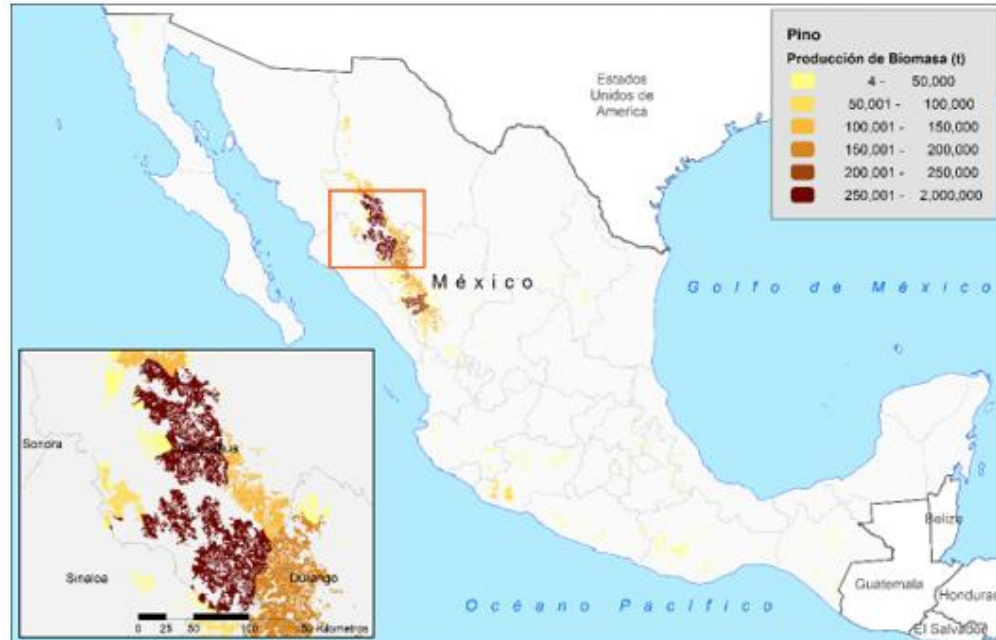 Pino
Producción de Biomasa (t)
4 - 50,000
50,001 - 100,000
100,001 - 150,000
150,001 - 200,000
200,001 - 250,000
250,001 - 2,000,000
Estados
Unidos de
America
México
Golfo de México
Sonora
Sinaloa
Durango
0 25 50 100
Kilometros
Belize
Guatemala
Honduras
El Salvador
Océano Pacífico